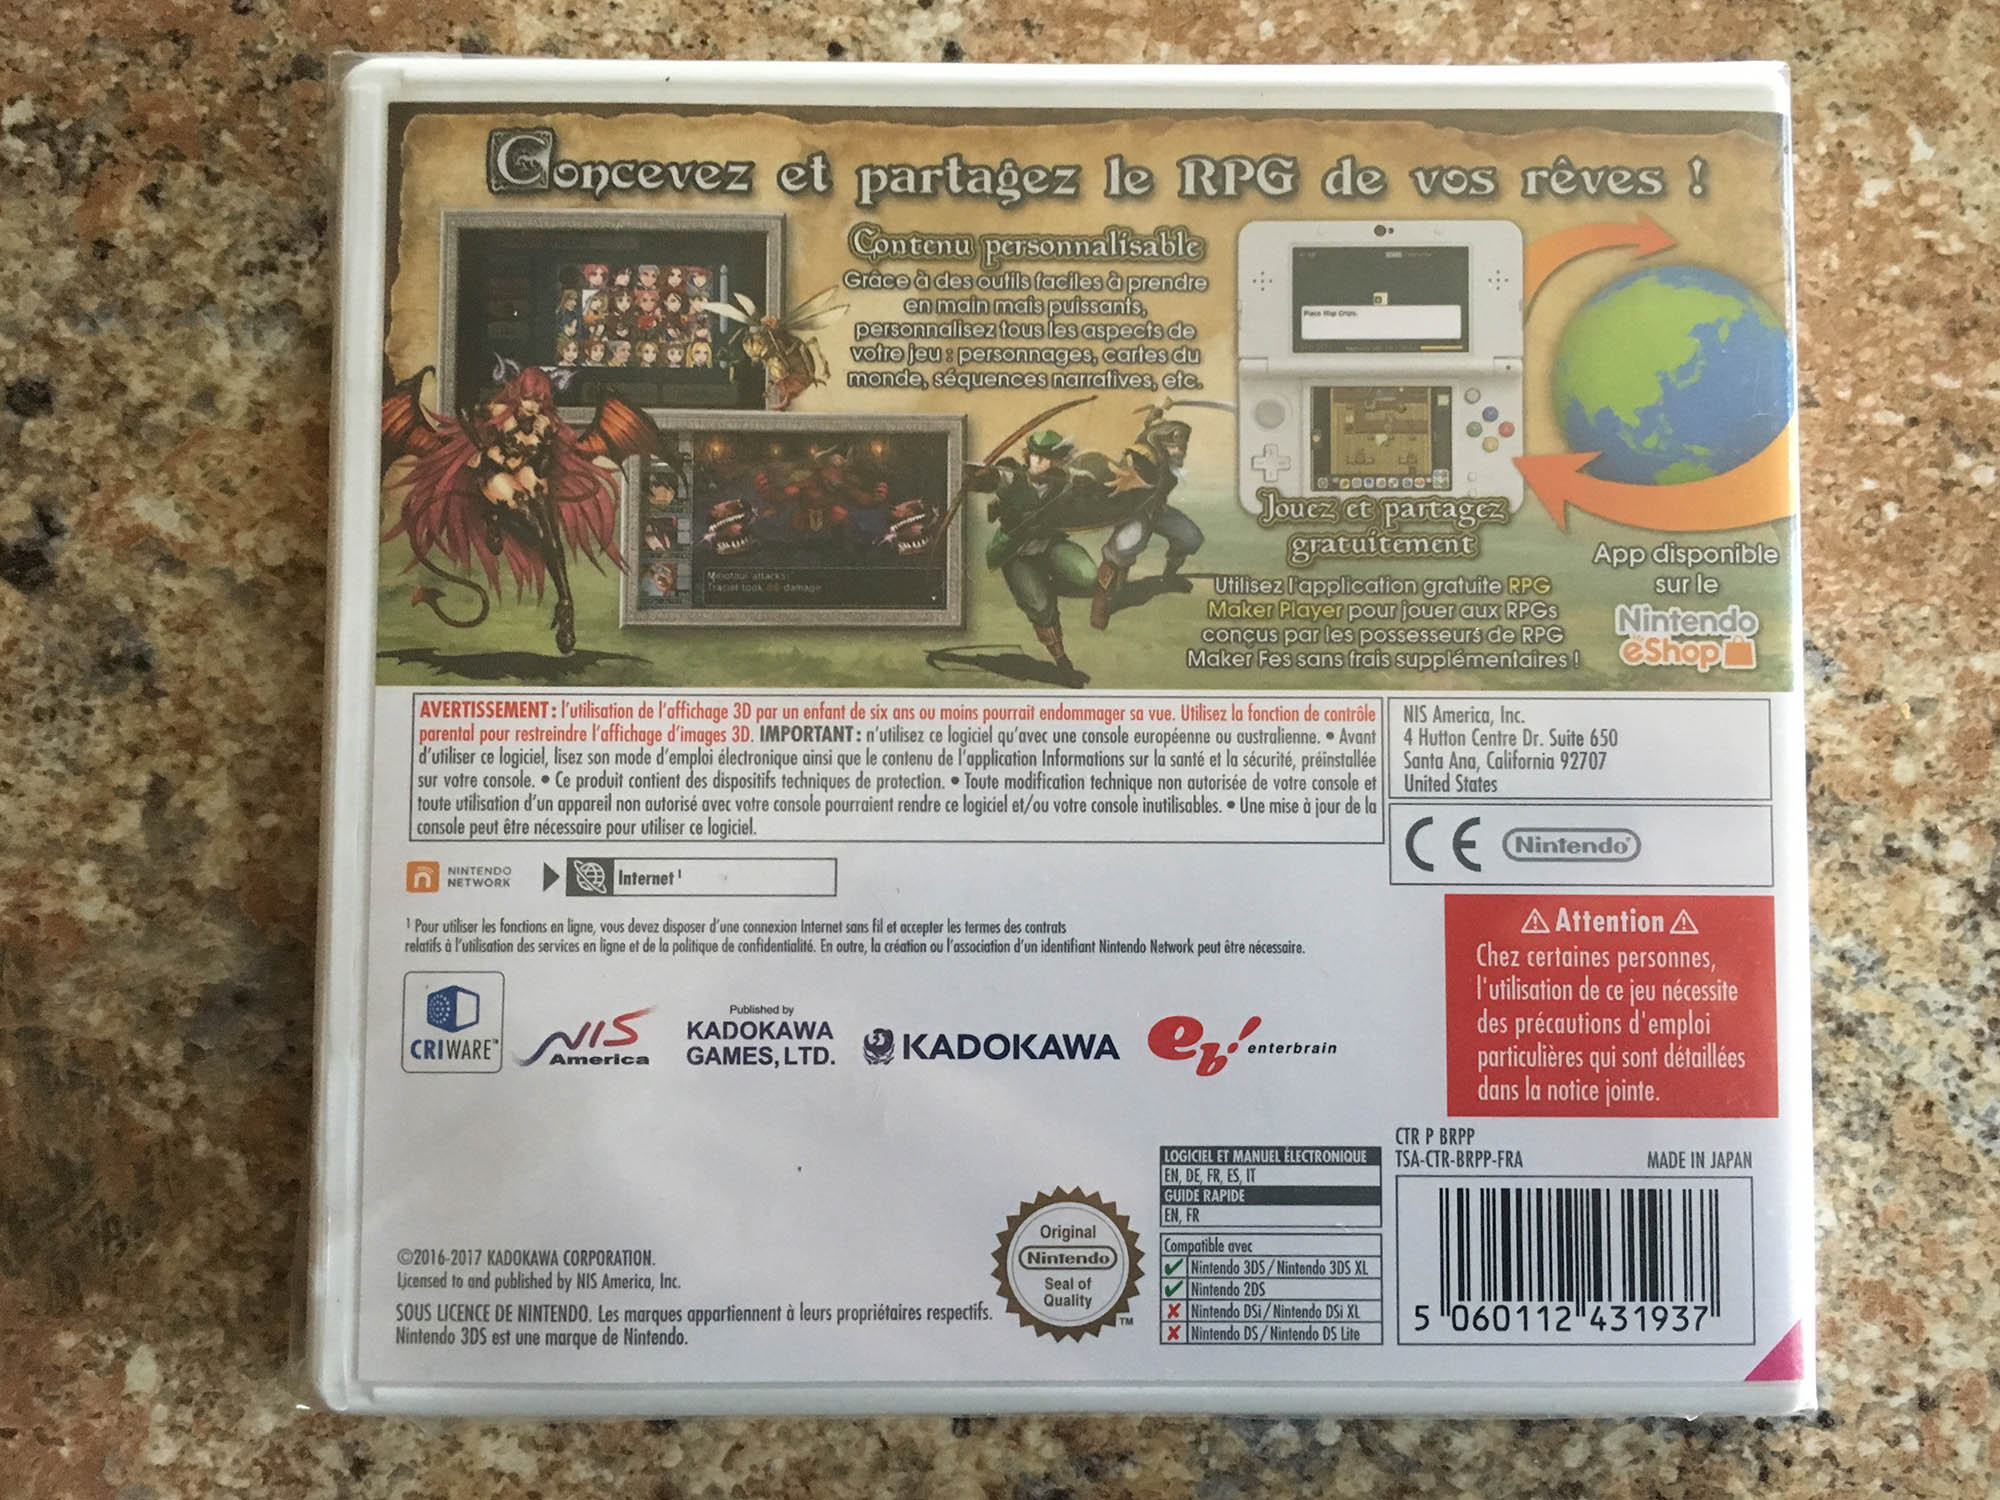 Concevez et partagez le RPG de vos rêves !
Contenu personnalisable
Grâce à des outils faciles à prendre
en main mais puissants,
personnalisez tous les aspects de
votre jeu : personnages, cartes du
monde, séquences narratives, etc.
Place Map Chips.
Minotaur attacks!
damage
Jouez et partagez
gratuitement
Utilisez l'application gratuite RPG
Maker Player pour jouer aux RPGs
conçus par les possesseurs de RPG
Maker Fes sans frais supplémentaires !
App disponible
sur le
Nintendo
eShop
AVERTISSEMENT : l'utilisation de l'affichage 3D par un enfant de six ans ou moins pourrait endommager sa vue. Utilisez la fonction de contrôle
parental pour restreindre l'affichage d'images 3D. IMPORTANT : n'utilisez ce logiciel qu'avec une console européenne ou australienne. • Avant
d'utiliser ce logiciel, lisez son mode d'emploi électronique ainsi que le contenu de l'application Informations sur la santé et la sécurité, préinstallée
sur votre console. • Ce produit contient des dispositifs techniques de protection. • Toute modification technique non autorisée de votre console et
toute utilisation d'un appareil non autorisé avec votre console pourraient rendre ce logiciel et/ou votre console inutilisables. • Une mise à jour de la
console peut être nécessaire pour utiliser ce logiciel.
NIS America, Inc.
4 Hutton Centre Dr. Suite 650
Santa Ana, California 92707
United States
CE Nintendo®
NINTENDO
NETWORK
Internet ¹
¹ Pour utiliser les fonctions en ligne, vous devez disposer d'une connexion Internet sans fil et accepter les termes des contrats
relatifs à l'utilisation des services en ligne et de la politique de confidentialité. En outre, la création ou l'association d'un identifiant Nintendo Network peut être nécessaire.
⚠ Attention ⚠
Chez certaines personnes,
l'utilisation de ce jeu nécessite
des précautions d'emploi
particulières qui sont détaillées
dans la notice jointe.
CRIWARE™
NIS
America
Published by
KADOKAWA
GAMES, LTD.
KADOKAWA
eb! enterbrain
CTR P BRPP
TSA-CTR-BRPP-FRA
MADE IN JAPAN
LOGICIEL ET MANUEL ÉLECTRONIQUE
EN, DE, FR, ES, IT
GUIDE RAPIDE
EN, FR
Compatible avec
Nintendo 3DS / Nintendo 3DS XL
Nintendo 2DS
Nintendo DSi / Nintendo DSi XL
Nintendo DS / Nintendo DS Lite
Original
Nintendo
Seal of
Quality
TM
5 060112 431937
©2016-2017 KADOKAWA CORPORATION.
Licensed to and published by NIS America, Inc.
SOUS LICENCE DE NINTENDO. Les marques appartiennent à leurs propriétaires respectifs.
Nintendo 3DS est une marque de Nintendo.